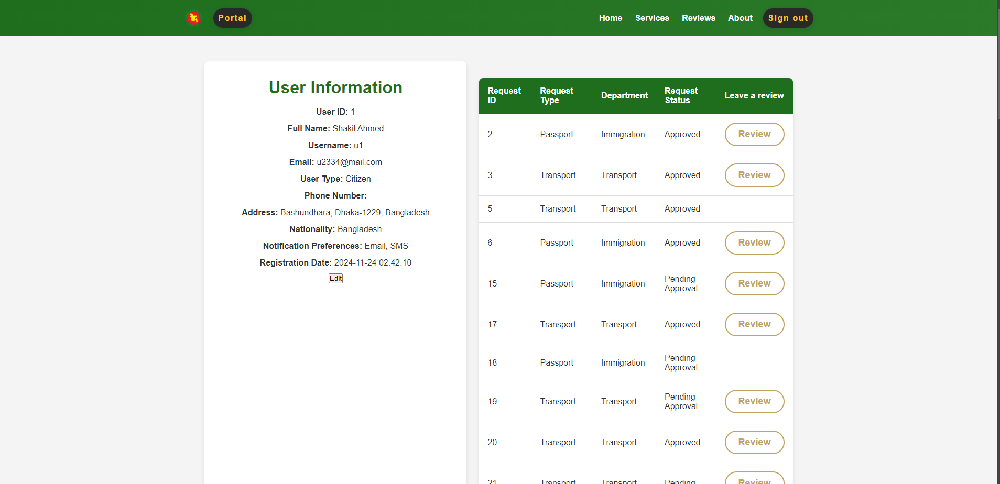 Portal
Home Services Reviews About Sign out
User Information
User ID: 1
Full Name: Shakil Ahmed
Username: u1
Email: u2334@mail.com
User Type: Citizen
Phone Number:
Address: Bashundhara, Dhaka-1229, Bangladesh
Nationality: Bangladesh
Notification Preferences: Email, SMS
Registration Date: 2024-11-24 02:42:10
Edit
Request ID Request Type Department Request Status Leave a review
2 Passport Immigration Approved Review
3 Transport Transport Approved Review
5 Transport Transport Approved
6 Passport Immigration Approved Review
15 Passport Immigration Pending Approval Review
17 Transport Transport Approved Review
18 Passport Immigration Pending Approval
19 Transport Transport Pending Approval Review
20 Transport Transport Approved Review
21 Transport Transport Pending Review